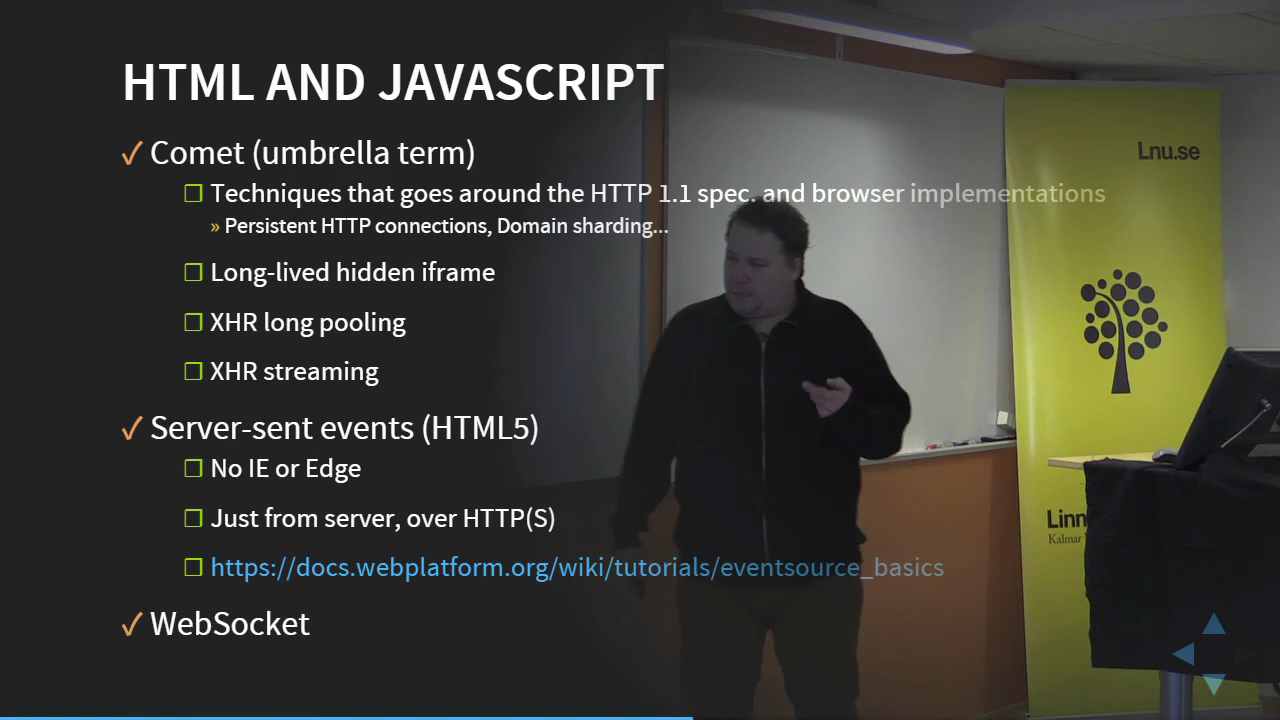 HTML AND JAVASCRIPT
✓ Comet (umbrella term)
❐ Techniques that goes around the HTTP 1.1 spec. and browser implementations
» Persistent HTTP connections, Domain sharding...
❐ Long-lived hidden iframe
❐ XHR long pooling
❐ XHR streaming
✓ Server-sent events (HTML5)
❐ No IE or Edge
❐ Just from server, over HTTP(S)
❐ https://docs.webplatform.org/wiki/tutorials/eventsource_basics
✓ WebSocket
Lnu.se
Kalmar